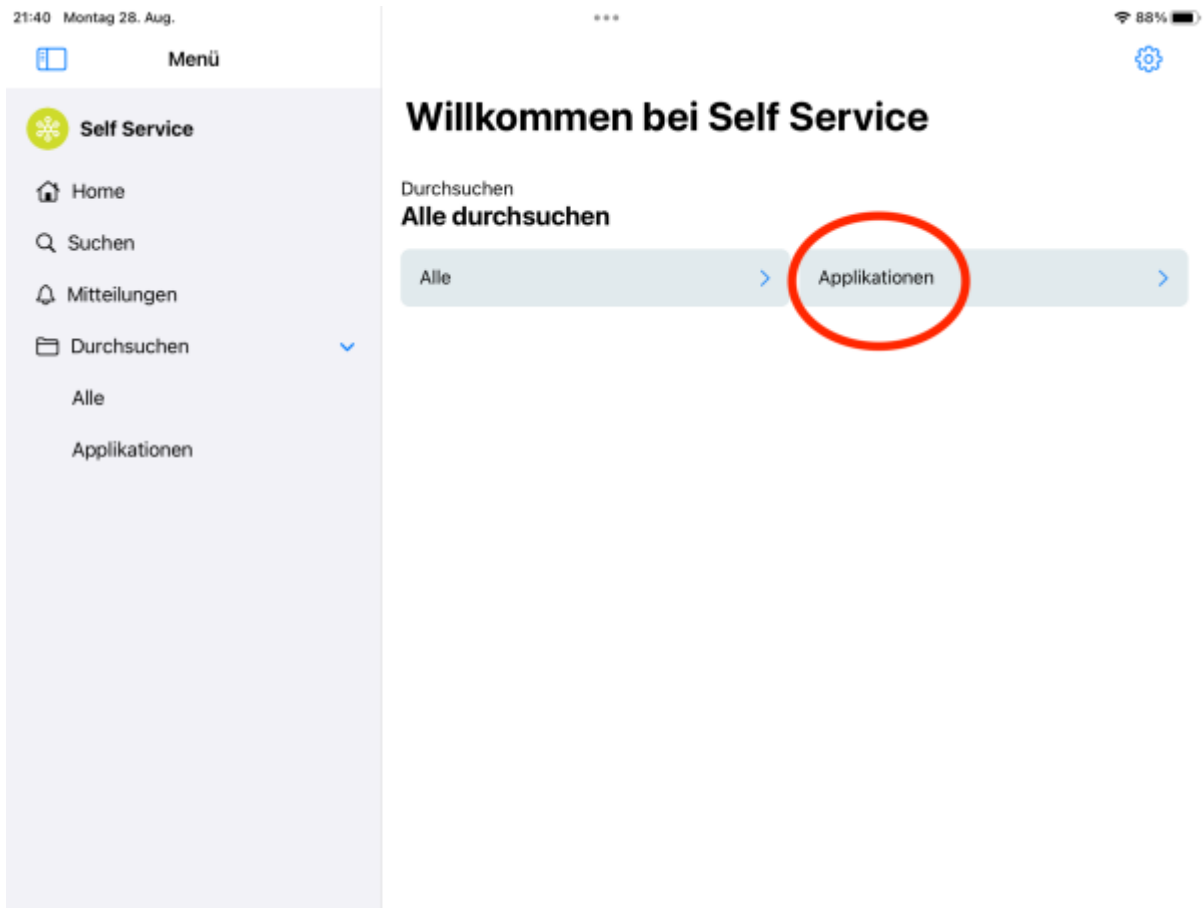 21:40 Montag 28. Aug.
88%
Menü
Self Service
Home
Suchen
Mitteilungen
Durchsuchen
Alle
Applikationen
Willkommen bei Self Service
Durchsuchen
Alle durchsuchen
Alle
Applikationen